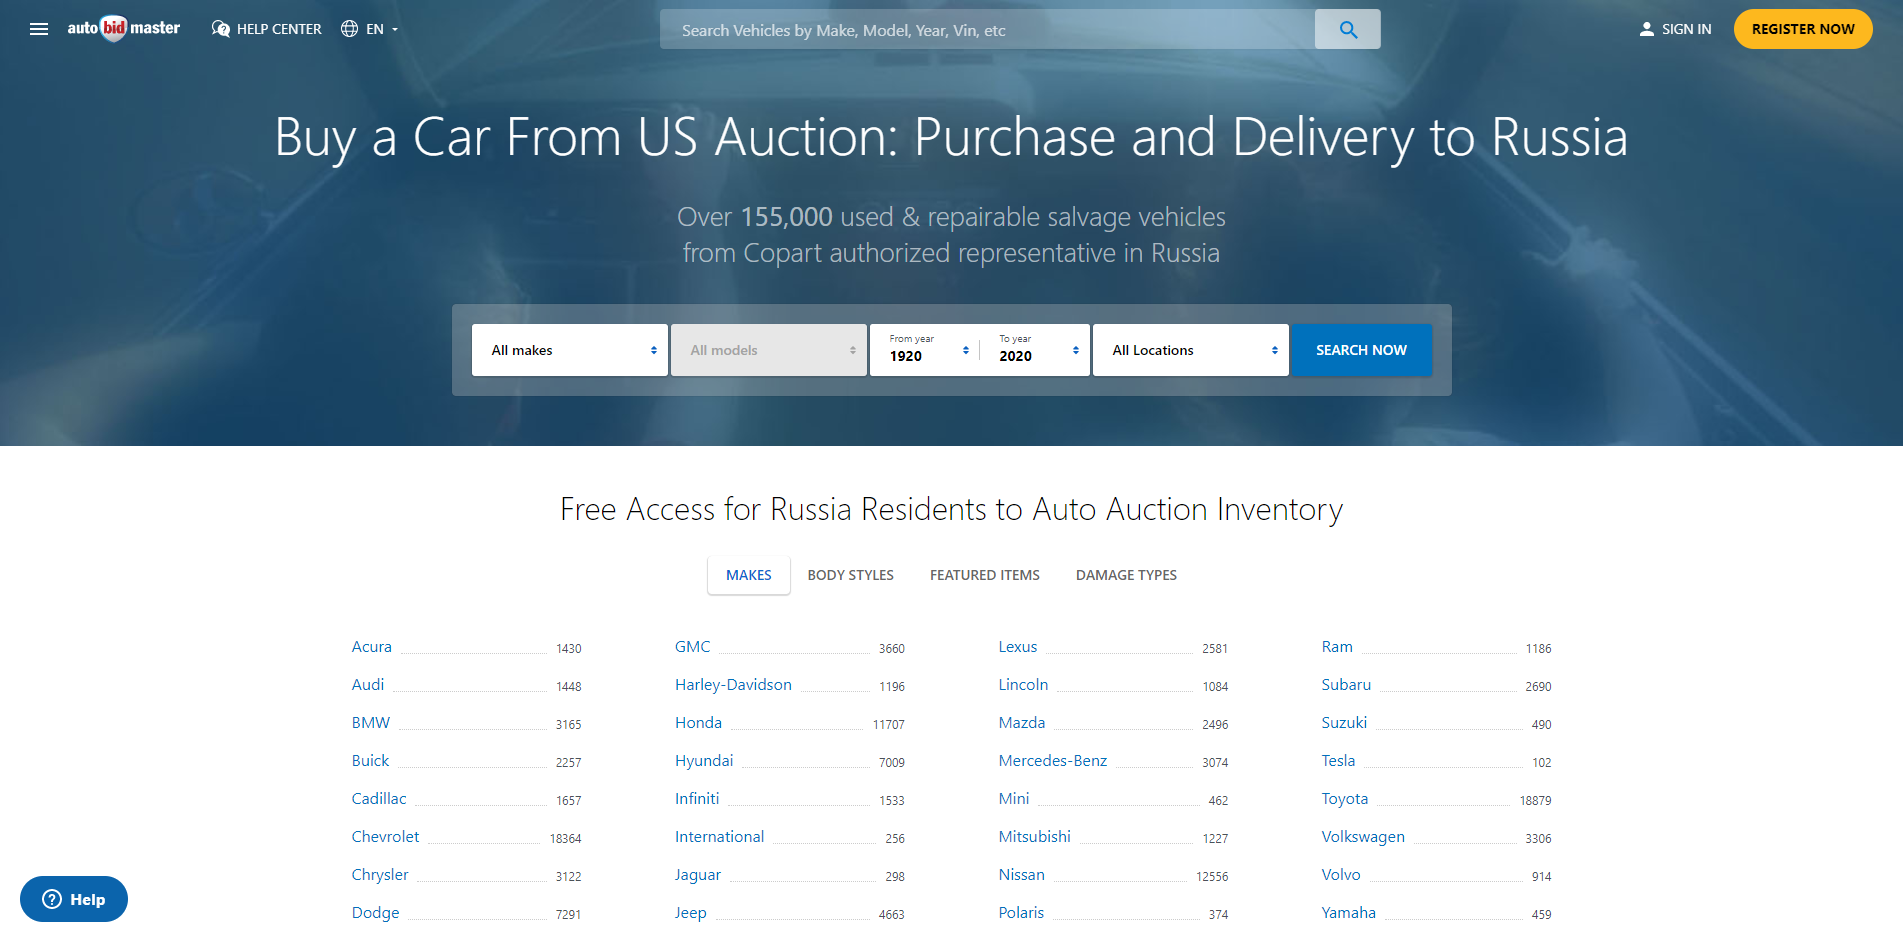 auto bid master
HELP CENTER
EN
Search Vehicles by Make, Model, Year, Vin, etc
SIGN IN
REGISTER NOW
Buy a Car From US Auction: Purchase and Delivery to Russia
Over 155,000 used & repairable salvage vehicles
from Copart authorized representative in Russia
All makes
All models
From year
1920
To year
2020
All Locations
SEARCH NOW
Free Access for Russia Residents to Auto Auction Inventory
MAKES
BODY STYLES
FEATURED ITEMS
DAMAGE TYPES
Acura 1430
Audi 1448
BMW 3165
Buick 2257
Cadillac 1657
Chevrolet 18364
Chrysler 3122
Dodge 7291
GMC 3660
Harley-Davidson 1196
Honda 11707
Hyundai 7009
Infiniti 1533
International 256
Jaguar 298
Jeep 4663
Lexus 2581
Lincoln 1084
Mazda 2496
Mercedes-Benz 3074
Mini 462
Mitsubishi 1227
Nissan 12556
Polaris 374
Ram 1186
Subaru 2690
Suzuki 490
Tesla 102
Toyota 18879
Volkswagen 3306
Volvo 914
Yamaha 459
Help